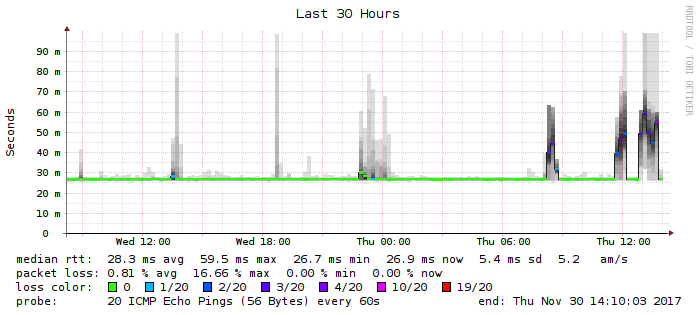 Last 30 Hours
RRDTOOL / TOBI OETIKER
Seconds
90 m
80 m
70 m
60 m
50 m
40 m
30 m
20 m
10 m
0
Wed 12:00 Wed 18:00 Thu 00:00 Thu 06:00 Thu 12:00
median rtt: 28.3 ms avg 59.5 ms max 26.7 ms min 26.9 ms now 5.4 ms sd 5.2 am/s
packet loss: 0.81 % avg 16.66 % max 0.00 % min 0.00 % now
loss color: 0 1/20 2/20 3/20 4/20 10/20 19/20
probe: 20 ICMP Echo Pings (56 Bytes) every 60s end: Thu Nov 30 14:10:03 2017